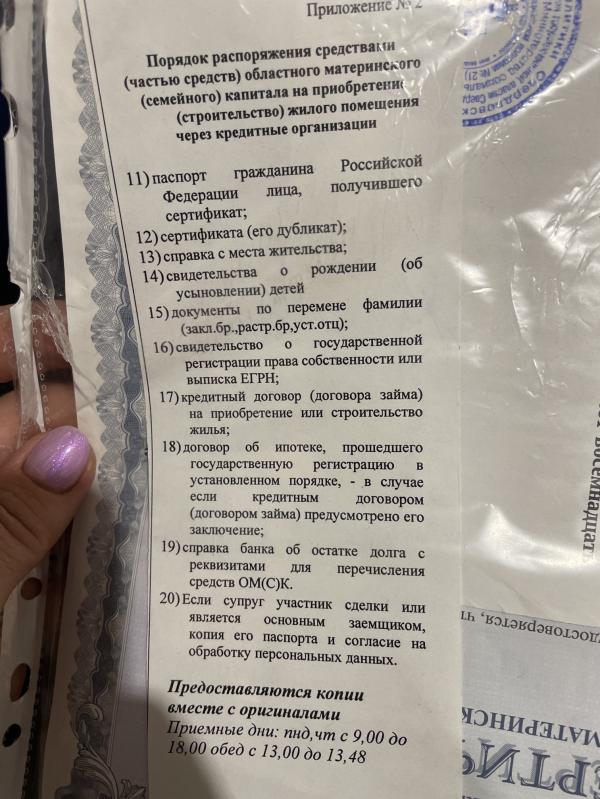 Приложение № 2
Порядок распоряжения средствами
(частью средств) областного материнского
(семейного) капитала на приобретение
(строительство) жилого помещения
через кредитные организации
11) паспорт гражданина Российской
Федерации лица, получившего
сертификат;
12) сертификата (его дубликат);
13) справка с места жительства;
14) свидетельства о рождении (об
усыновлении) детей
15) документы по перемене фамилии
(закл.бр.,растр.бр,уст.отц);
16) свидетельство о государственной
регистрации права собственности или
выписка ЕГРН;
17) кредитный договор (договора займа)
на приобретение или строительство
жилья;
18) договор об ипотеке, прошедшего
государственную регистрацию в
установленном порядке, - в случае
если кредитным договором
(договором займа) предусмотрено его
заключение;
19) справка банка об остатке долга с
реквизитами для перечисления
средств ОМ(С)К.
20) Если супруг участник сделки или
является основным заемщиком,
копия его паспорта и согласие на
обработку персональных данных.
Предоставляются копии
вместе с оригиналами
Приемные дни: пнд,чт с 9,00 до
18,00 обед с 13,00 до 13,48
восемнадцат
удостоверяется, чт
МАТЕРИНСК